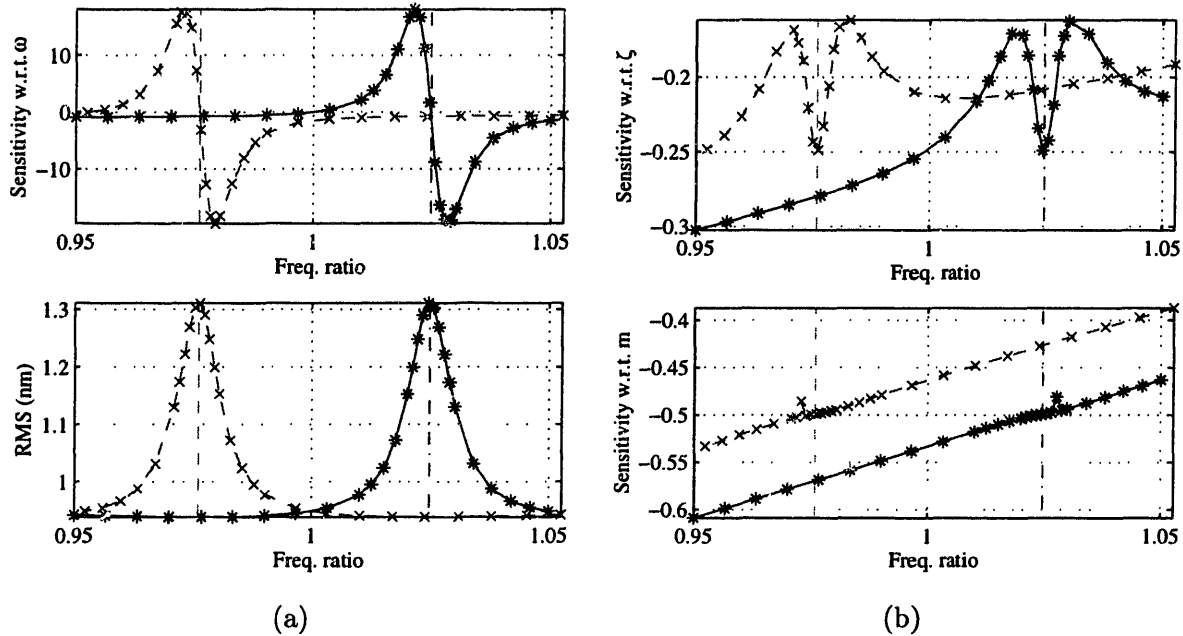 Sensitivity w.r.t. ω
10
0
−10
0.95
1
1.05
Freq. ratio
RMS (nm)
1.3
1.2
1.1
1
0.95
1
1.05
Freq. ratio
(a)
Sensitivity w.r.t. ζ
−0.2
−0.25
−0.3
0.95
1
1.05
Freq. ratio
Sensitivity w.r.t. m
−0.4
−0.45
−0.5
−0.55
−0.6
0.95
1
1.05
Freq. ratio
(b)